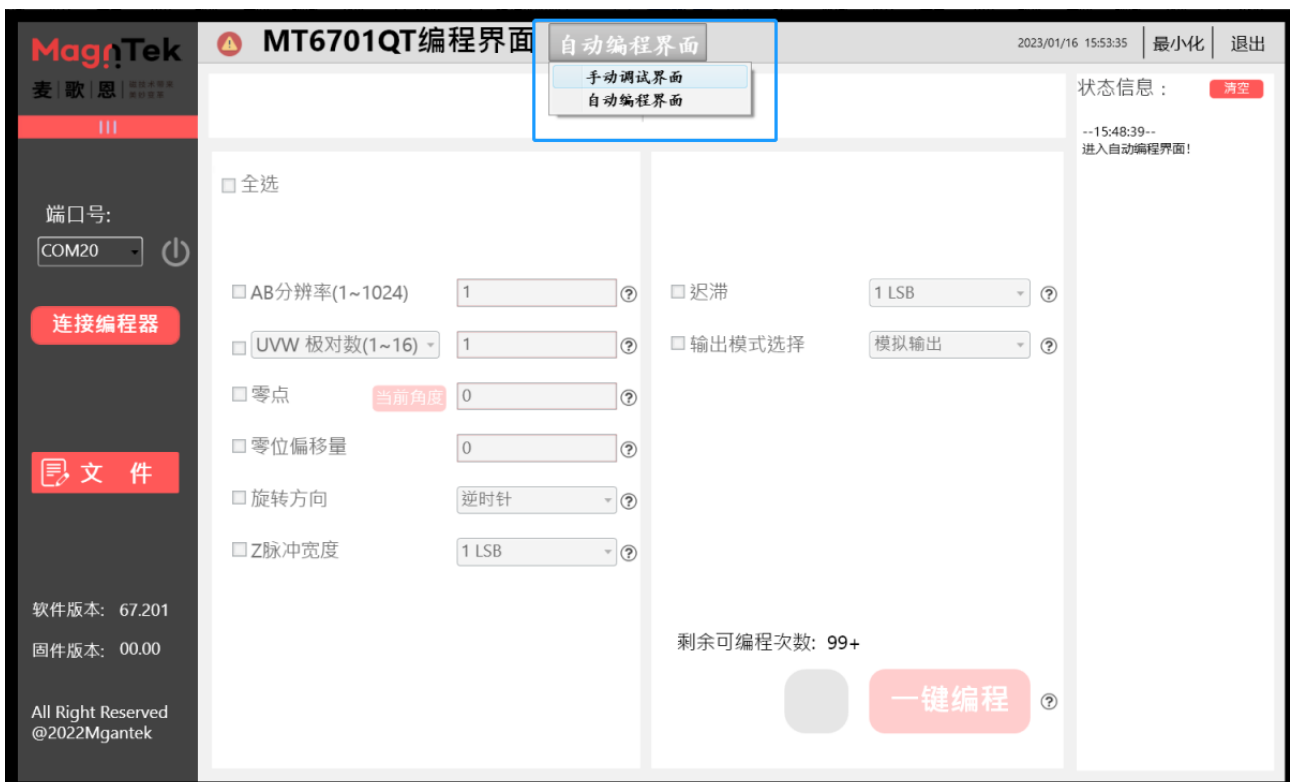 MagnTek
麦 歌 恩
MT6701QT编程界面
自动编程界面
手动调试界面
自动编程界面
2023/01/16 15:53:35
最小化
退出
状态信息:
清空
--15:48:39--
进入自动编程界面!
端口号:
COM20
连接编程器
文 件
软件版本: 67.201
固件版本: 00.00
All Right Reserved
@2022Mgantek
全选
AB分辨率(1~1024) 1 ?
UVW 极对数(1~16) 1 ?
零点 当前角度 0 ?
零位偏移量 0 ?
旋转方向 逆时针 ?
Z脉冲宽度 1 LSB ?
迟滞 1 LSB ?
输出模式选择 模拟输出 ?
剩余可编程次数: 99+
一键编程 ?